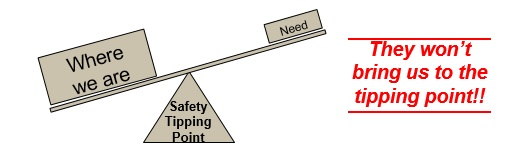 Where
we are
Need
Safety
Tipping
Point
They won't
bring us to the
tipping point!!